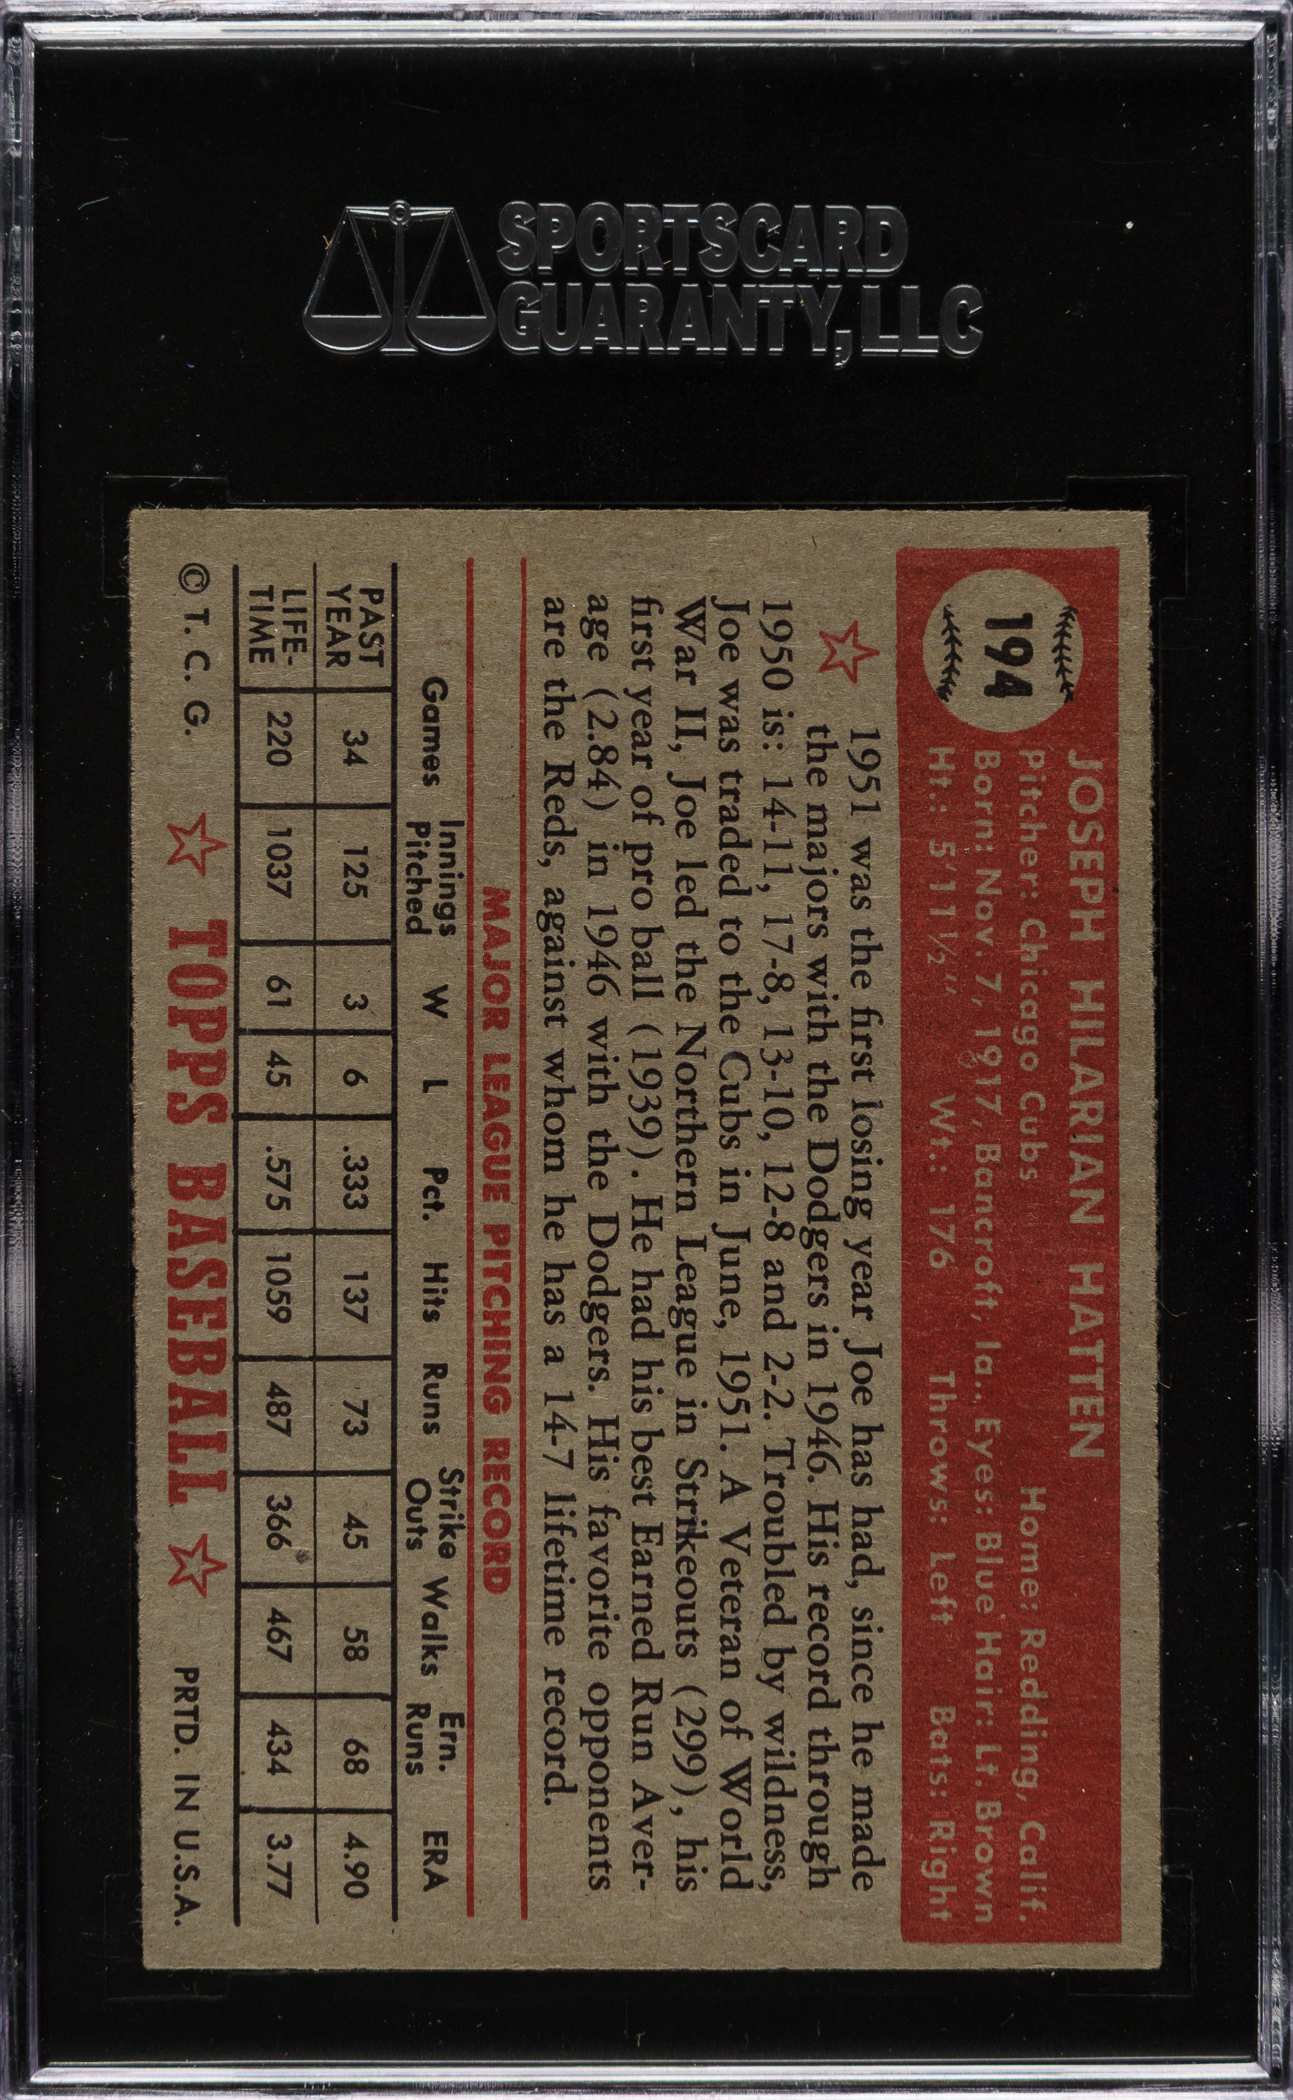 SPORTSCARD
GUARANTY, LLC
194
JOSEPH HILARIAN HATTEN
Pitcher: Chicago Cubs Home: Redding, Calif.
Born: Nov. 7, 1917, Bancroft, Ia., Eyes: Blue Hair: Lt. Brown
Ht.: 5'11½" Wt.: 176 Throws: Left Bats: Right
1951 was the first losing year Joe has had, since he made
the majors with the Dodgers in 1946. His record through
1950 is: 14-11, 17-8, 13-10, 12-8 and 2-2. Troubled by wildness,
Joe was traded to the Cubs in June, 1951. A Veteran of World
War II, Joe led the Northern League in Strikeouts (299), his
first year of pro ball (1939). He had his best Earned Run Aver-
age (2.84) in 1946 with the Dodgers. His favorite opponents
are the Reds, against whom he has a 14-7 lifetime record.
MAJOR LEAGUE PITCHING RECORD
Games Innings Pitched W L Pct. Hits Runs Strike Outs Walks Ern. Runs ERA
PAST YEAR 34 125 3 6 .333 137 73 45 58 68 4.90
LIFE-TIME 220 1037 61 45 .575 1059 487 366 467 434 3.77
© T. C. G. TOPPS BASEBALL PRTD. IN U.S.A.